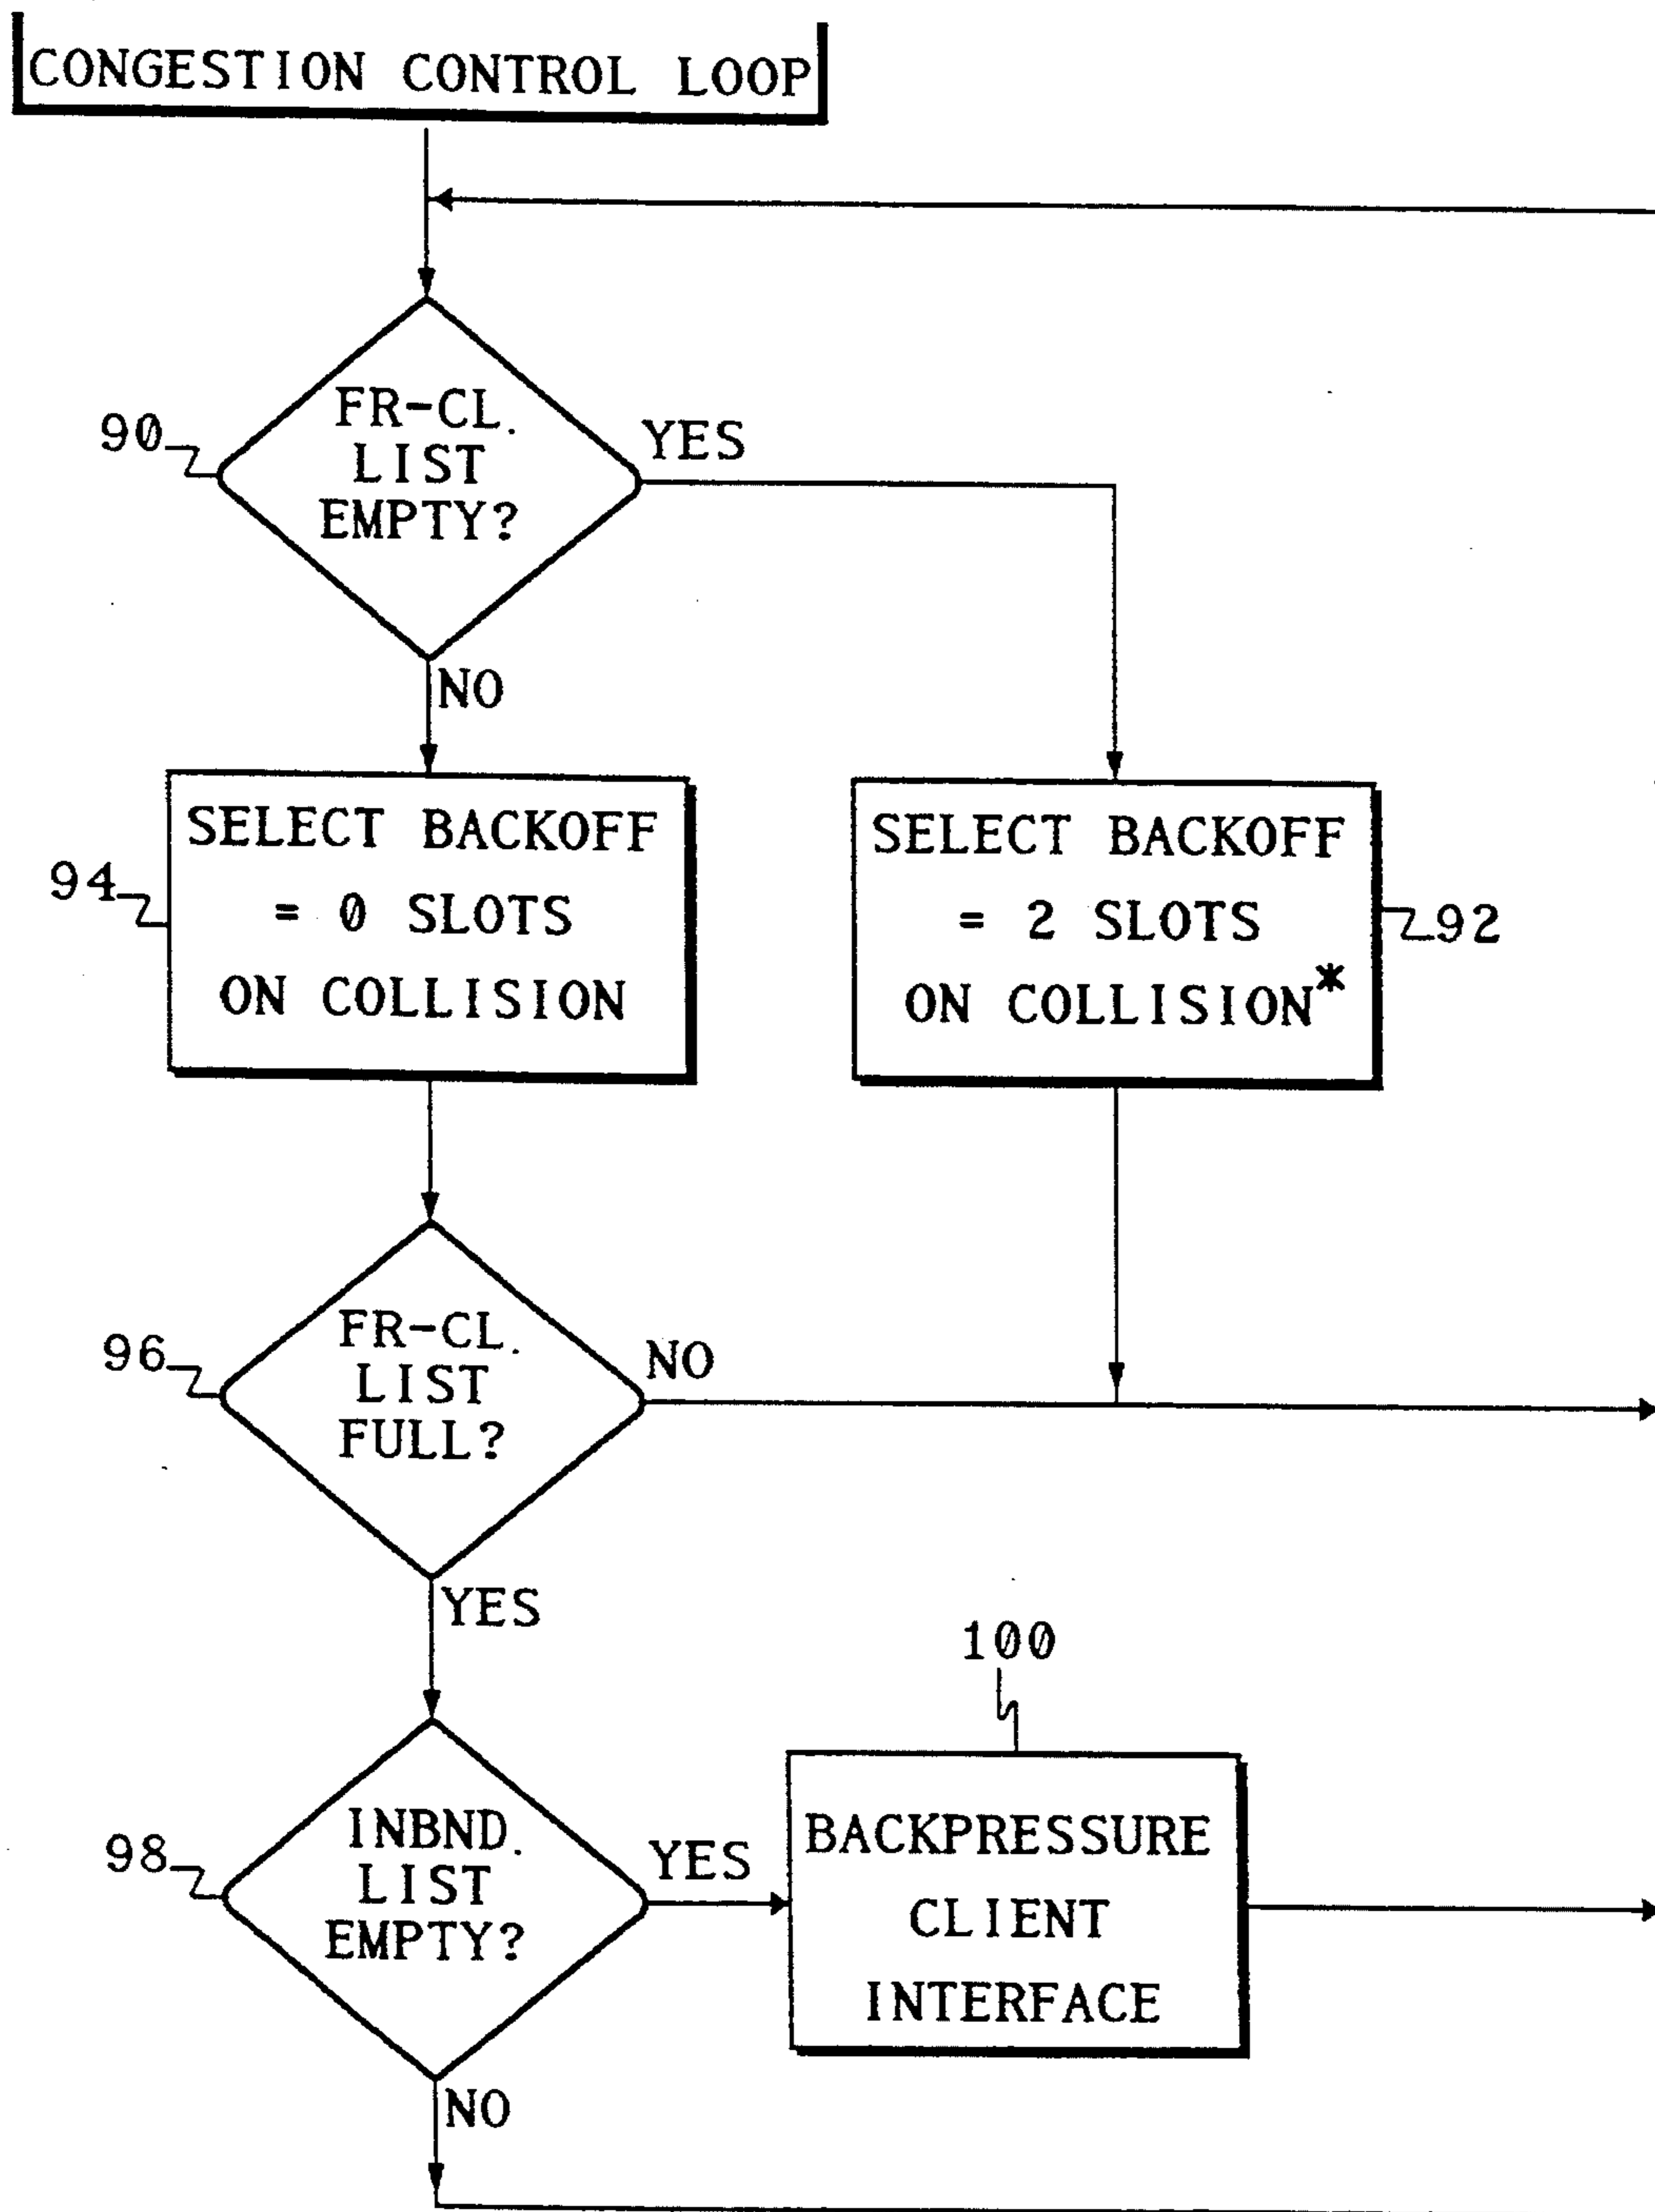 CONGESTION CONTROL LOOP
90
FR-CL.
LIST
EMPTY?
YES
NO
94
SELECT BACKOFF
= 0 SLOTS
ON COLLISION
SELECT BACKOFF
= 2 SLOTS
ON COLLISION*
92
96
FR-CL.
LIST
FULL?
NO
YES
98
INBND.
LIST
EMPTY?
YES
NO
100
BACKPRESSURE
CLIENT
INTERFACE